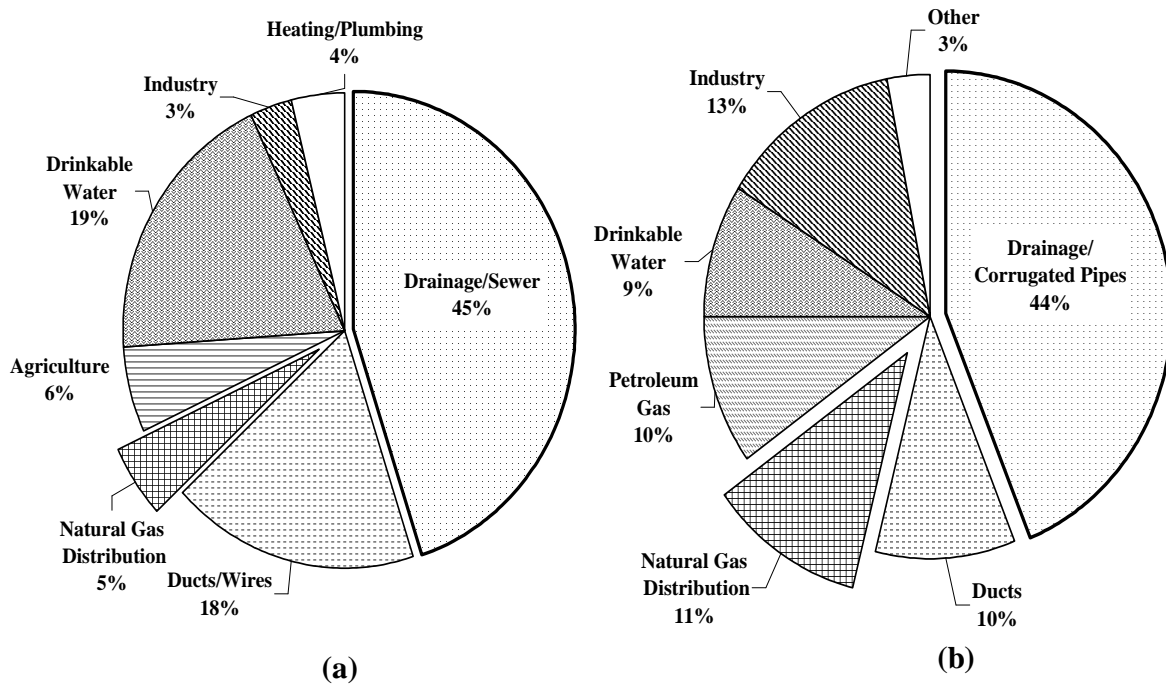 Heating/Plumbing
4%
Industry
3%
Drinkable
Water
19%
Agriculture
6%
Natural Gas
Distribution
5%
Ducts/Wires
18%
Drainage/Sewer
45%
(a)
Other
3%
Industry
13%
Drinkable
Water
9%
Petroleum
Gas
10%
Natural Gas
Distribution
11%
Ducts
10%
Drainage/
Corrugated Pipes
44%
(b)